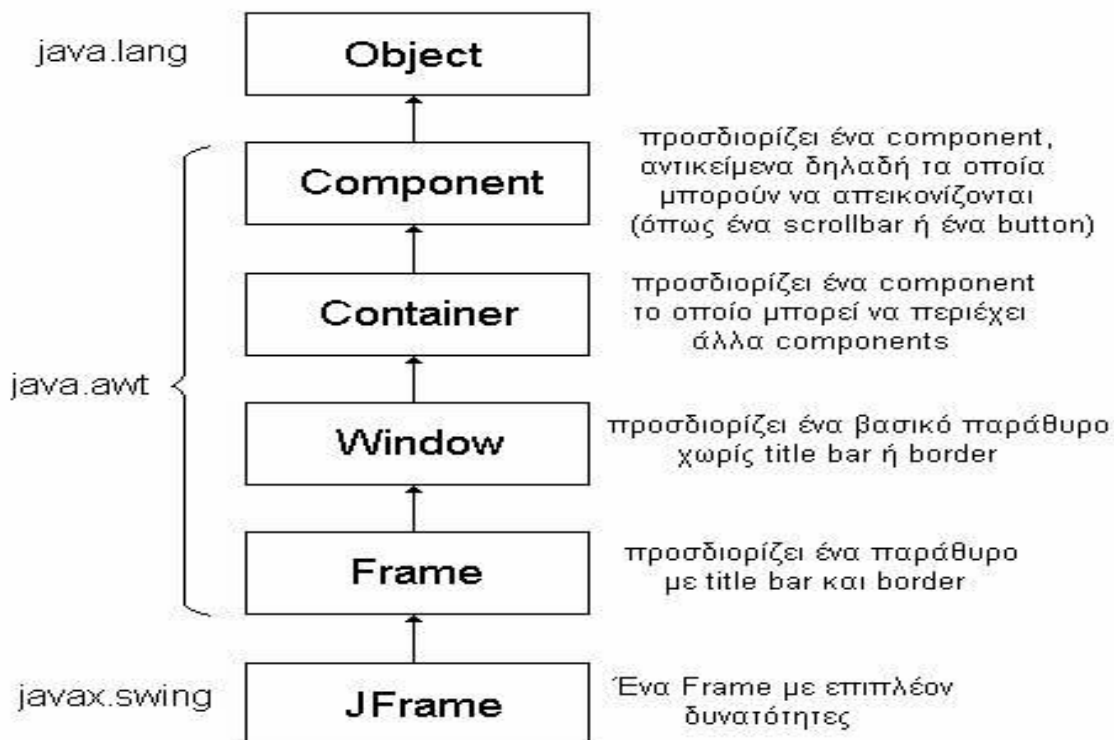 java.lang
Object
Component
προσδιορίζει ένα component,
αντικείμενα δηλαδή τα οποία
μπορούν να απεικονίζονται
(όπως ένα scrollbar ή ένα button)
Container
προσδιορίζει ένα component
το οποίο μπορεί να περιέχει
άλλα components
java.awt
Window
προσδιορίζει ένα βασικό παράθυρο
χωρίς title bar ή border
Frame
προσδιορίζει ένα παράθυρο
με title bar και border
javax.swing
JFrame
Ένα Frame με επιπλέον
δυνατότητες